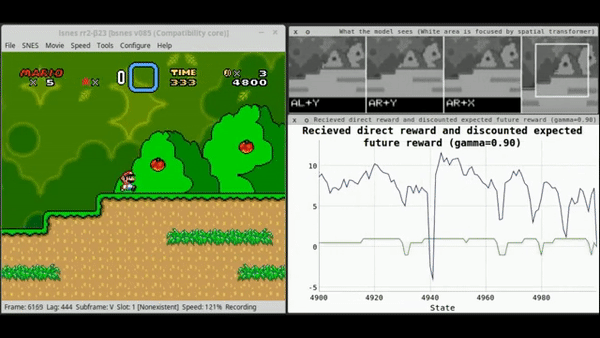 lsnes rr2-β23 [bsnes v085 (Compatibility core)]
File SNES Movie Speed Tools Configure Help
MARIO TIME 3
x 5 x 0 333 4800
Frame: 6169 Lag: 444 Subframe: V Slot: 1 [Nonexistent] Speed: 121% Recording
x o What the model sees (White area is focused by spatial transformer)
AL+Y AR+Y AR+X
x o Recieved direct reward and discounted expected future reward (gamma=0.90)
Recieved direct reward and discounted expected
future reward (gamma=0.90)
10
5
0
-5
4900 4920 4940 4960 4980
State